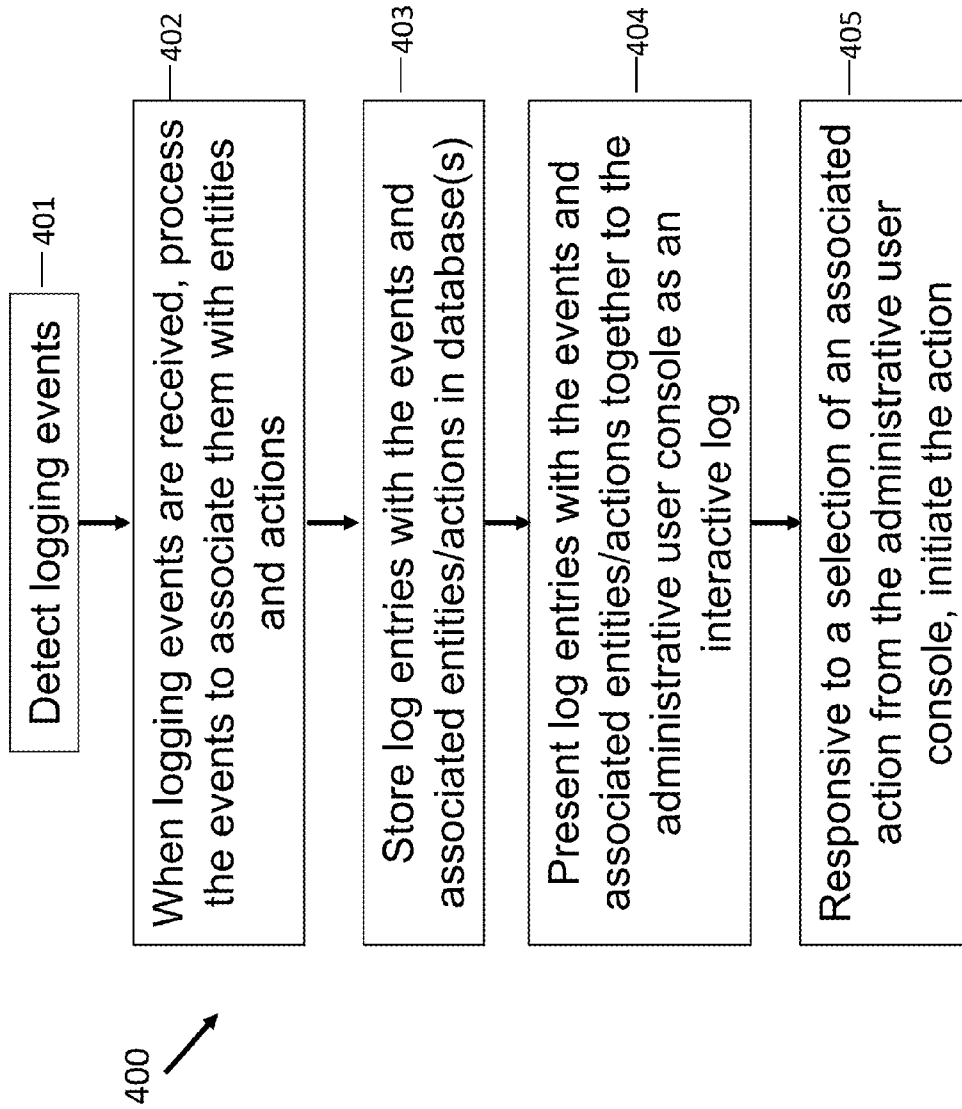 400
Detect logging events
401
When logging events are received, process
the events to associate them with entities
and actions
402
Store log entries with the events and
associated entities/actions in database(s)
403
Present log entries with the events and
associated entities/actions together to the
administrative user console as an
interactive log
404
Responsive to a selection of an associated
action from the administrative user
console, initiate the action
405